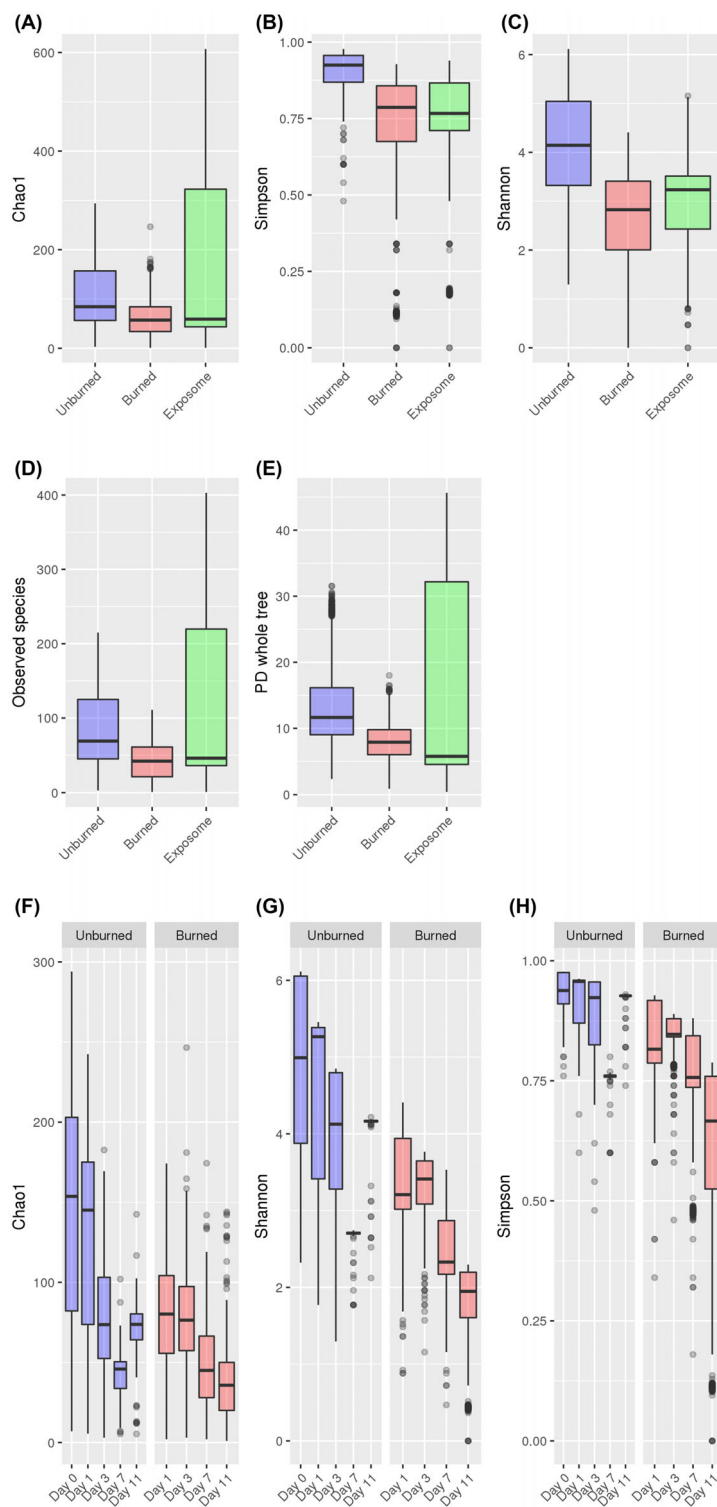 (A)
Chao1
600
400
200
0
Unburned
Burned
Exposome
(B)
Simpson
1.00
0.75
0.50
0.25
0.00
Unburned
Burned
Exposome
(C)
Shannon
6
4
2
0
Unburned
Burned
Exposome
(D)
Observed species
400
300
200
100
0
Unburned
Burned
Exposome
(E)
PD whole tree
40
30
20
10
0
Unburned
Burned
Exposome
(F)
Unburned
Burned
Chao1
300
200
100
0
Day 0
Day 1
Day 3
Day 7
Day 11
Day 1
Day 3
Day 7
Day 11
(G)
Unburned
Burned
Shannon
6
4
2
0
Day 0
Day 1
Day 3
Day 7
Day 11
Day 1
Day 3
Day 7
Day 11
(H)
Unburned
Burned
Simpson
1.00
0.75
0.50
0.25
0.00
Day 0
Day 1
Day 3
Day 7
Day 11
Day 1
Day 3
Day 7
Day 11